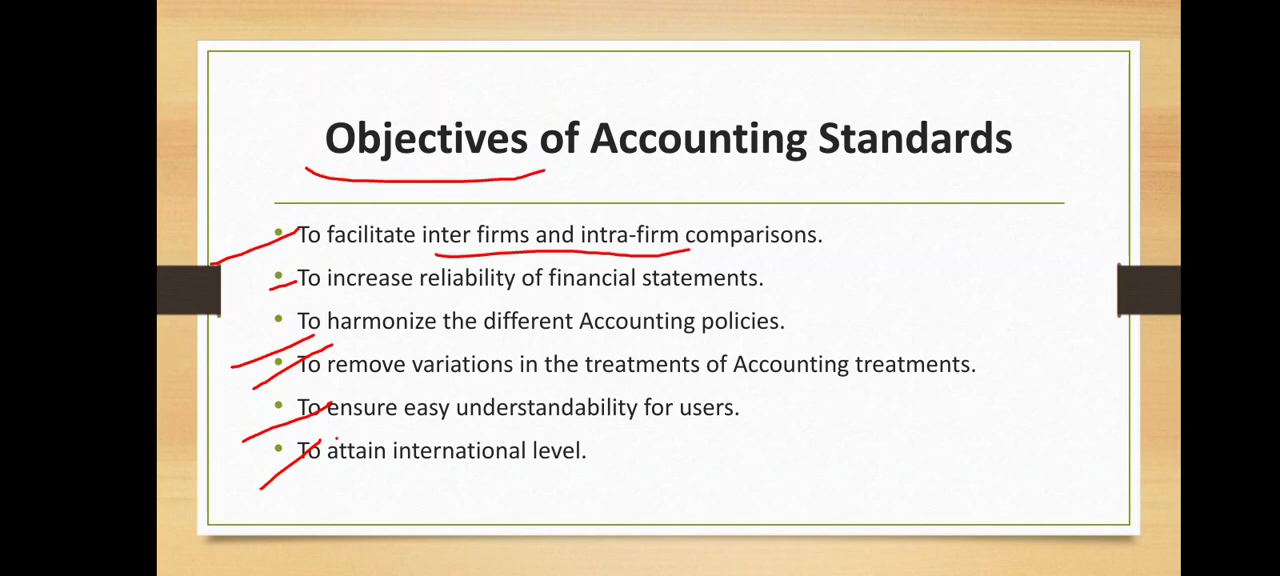 Objectives of Accounting Standards
• To facilitate inter firms and intra-firm comparisons.
• To increase reliability of financial statements.
• To harmonize the different Accounting policies.
• To remove variations in the treatments of Accounting treatments.
• To ensure easy understandability for users.
• To attain international level.